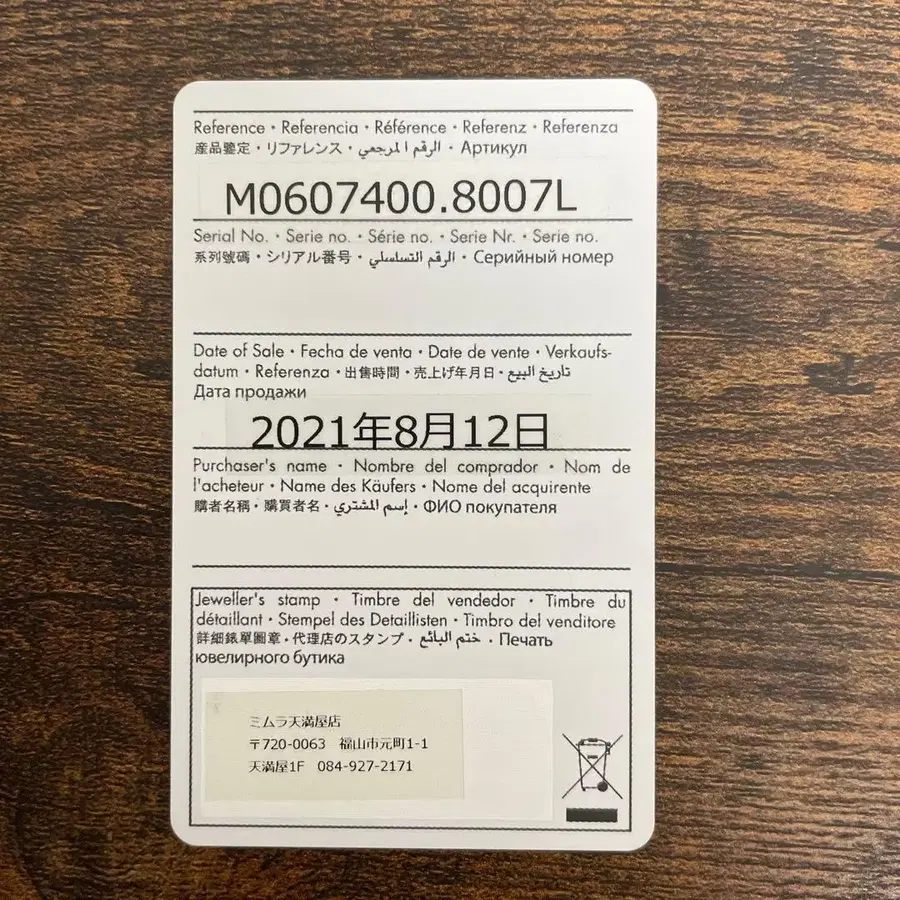 Reference • Referencia • Référence • Referenz • Referenza
産品鑒定 • リファレンス • الرقم المرجعي • Артикул
M0607400.8007L
Serial No. • Serie no. • Série no. • Serie Nr. • Serie no.
系列號碼 • シリアル番号 • الرقم التسلسلي • Серийный номер
Date of Sale • Fecha de venta • Date de vente • Verkaufs-
datum • Referenza • 出售時間 • 売上げ年月日 • تاريخ البيع
Дата продажи
2021年8月12日
Purchaser's name • Nombre del comprador • Nom de
l'acheteur • Name des Käufers • Nome del acquirente
購者名稱 • 購買者名 • إسم المشتري • ФИО покупателя
Jeweller's stamp • Timbre del vendedor • Timbre du
détaillant • Stempel des Detaillisten • Timbro del venditore
詳細錶單圖章 • 代理店のスタンプ • ختم البائع • Печать
ювелирного бутика
ミムラ天満屋店
〒720-0063 福山市元町1-1
天満屋1F 084-927-2171